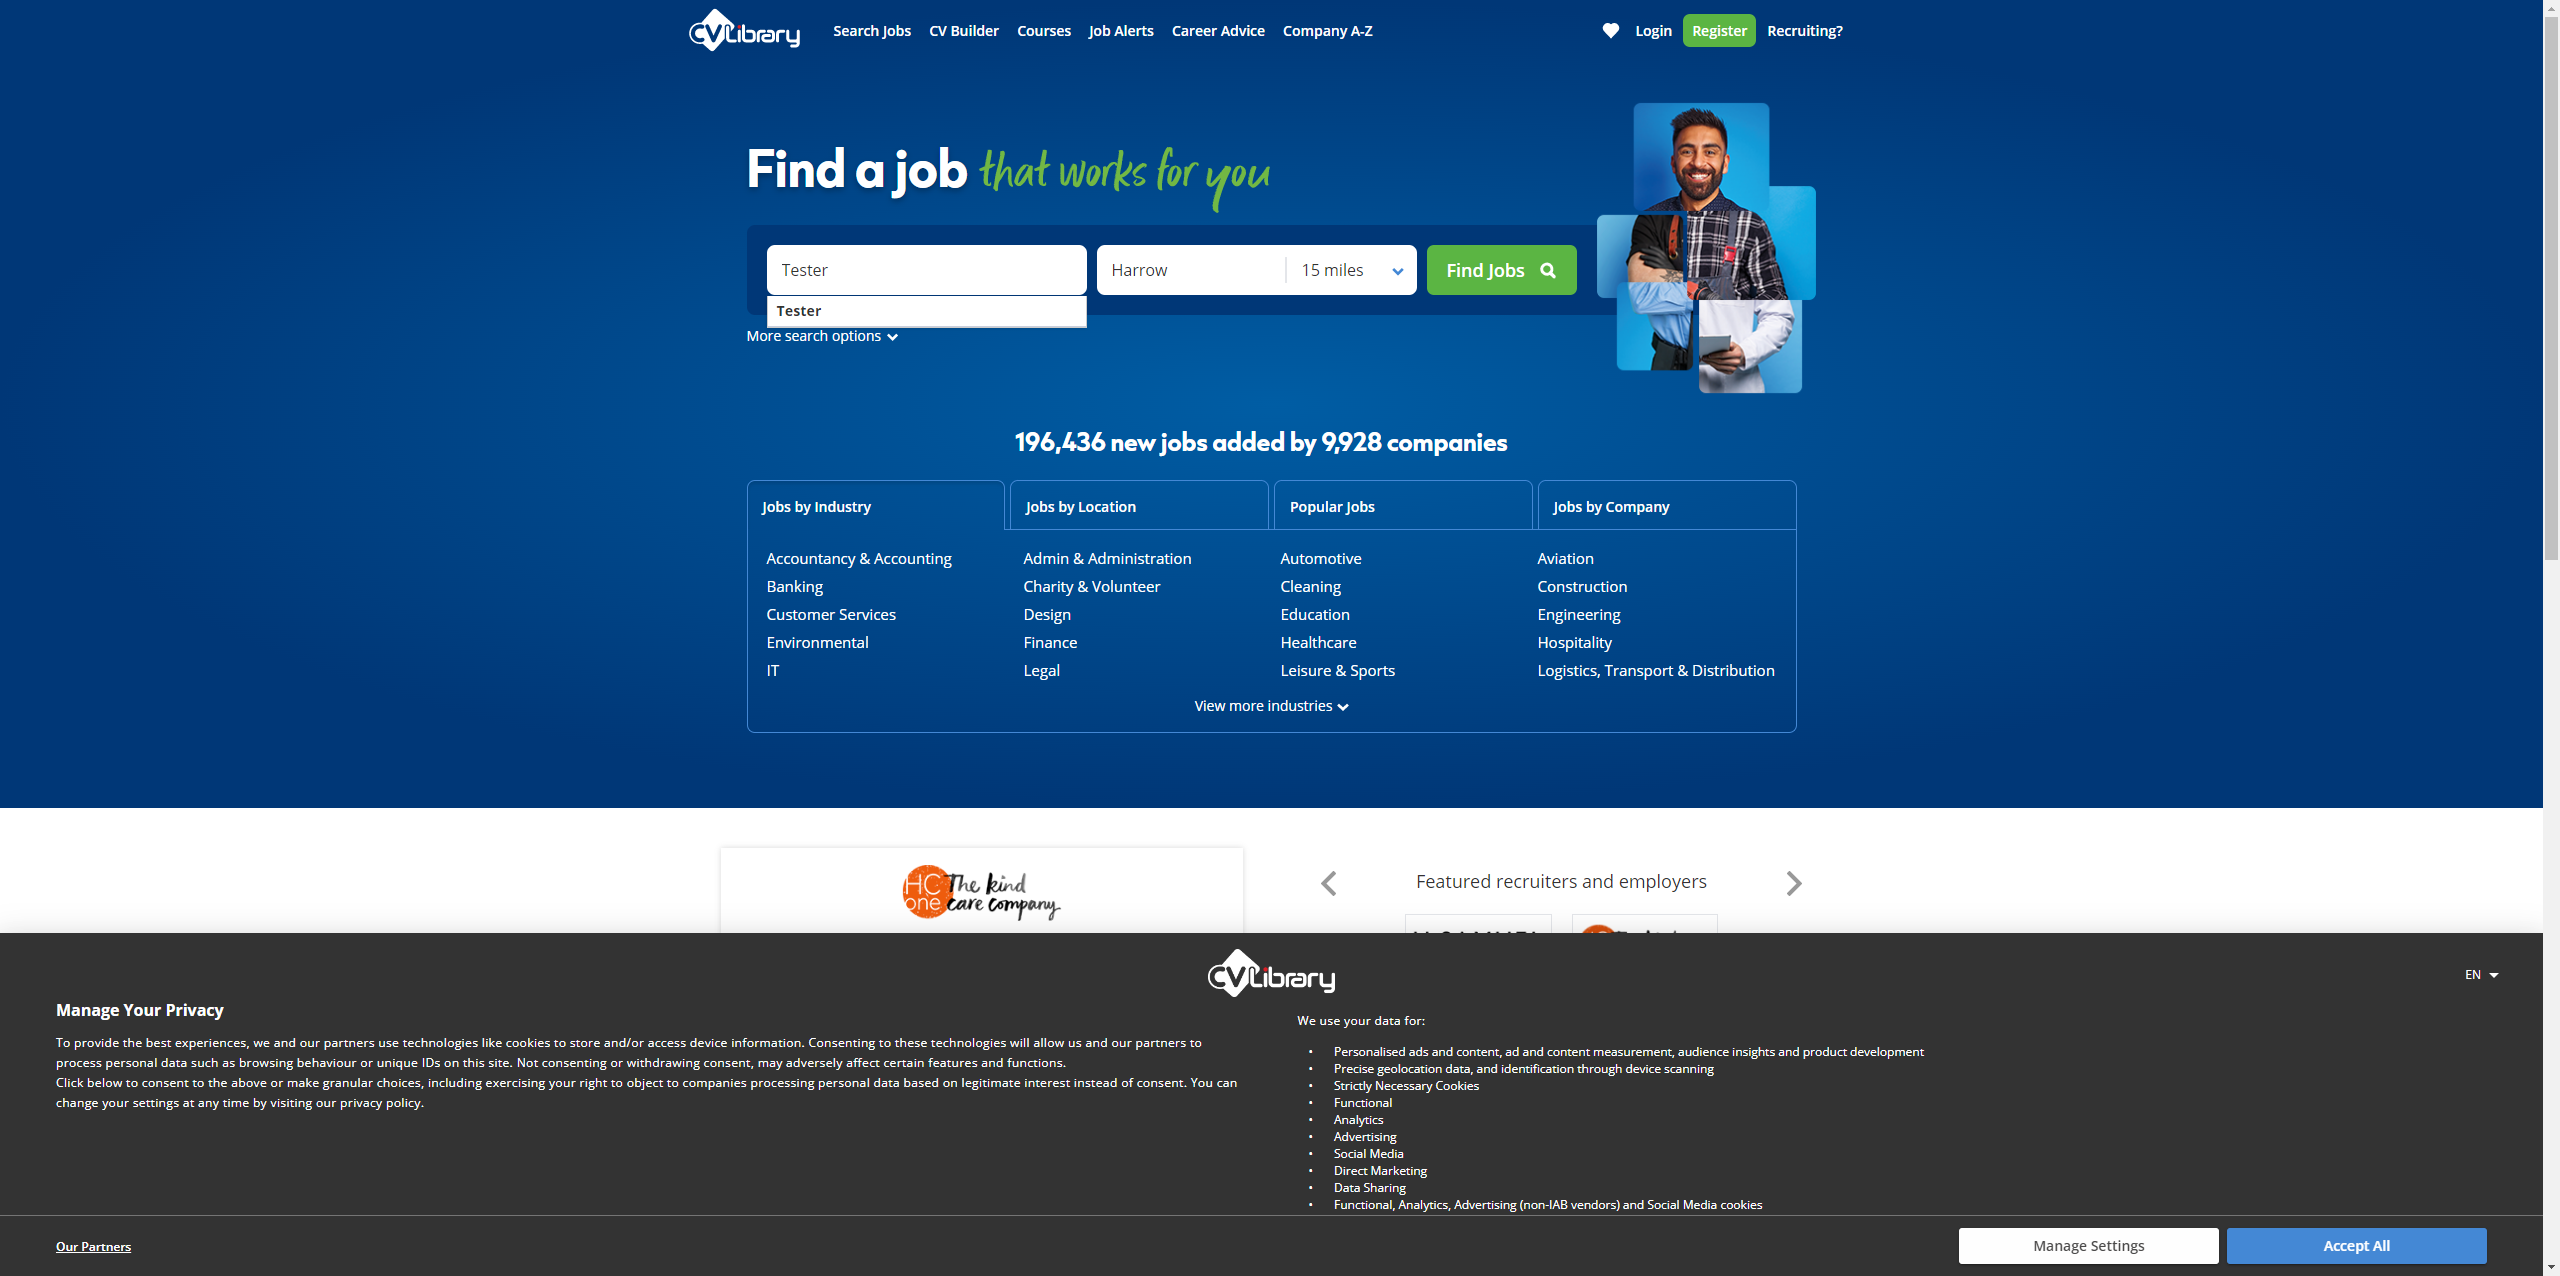 CV Library
Search Jobs
CV Builder
Courses
Job Alerts
Career Advice
Company A-Z
Login
Register
Recruiting?
Find a job that works for you
Tester
Harrow
15 miles
Find Jobs
Tester
More search options
196,436 new jobs added by 9,928 companies
Jobs by Industry
Jobs by Location
Popular Jobs
Jobs by Company
Accountancy & Accounting
Admin & Administration
Automotive
Aviation
Banking
Charity & Volunteer
Cleaning
Construction
Customer Services
Design
Education
Engineering
Environmental
Finance
Healthcare
Hospitality
IT
Legal
Leisure & Sports
Logistics, Transport & Distribution
View more industries
HC
one
The kind
care company
Featured recruiters and employers
CV Library
EN
Manage Your Privacy
To provide the best experiences, we and our partners use technologies like cookies to store and/or access device information. Consenting to these technologies will allow us and our partners to
process personal data such as browsing behaviour or unique IDs on this site. Not consenting or withdrawing consent, may adversely affect certain features and functions.
Click below to consent to the above or make granular choices, including exercising your right to object to companies processing personal data based on legitimate interest instead of consent. You can
change your settings at any time by visiting our privacy policy.
We use your data for:
• Personalised ads and content, ad and content measurement, audience insights and product development
• Precise geolocation data, and identification through device scanning
• Strictly Necessary Cookies
• Functional
• Analytics
• Advertising
• Social Media
• Direct Marketing
• Data Sharing
• Functional, Analytics, Advertising (non-IAB vendors) and Social Media cookies
Our Partners
Manage Settings
Accept All